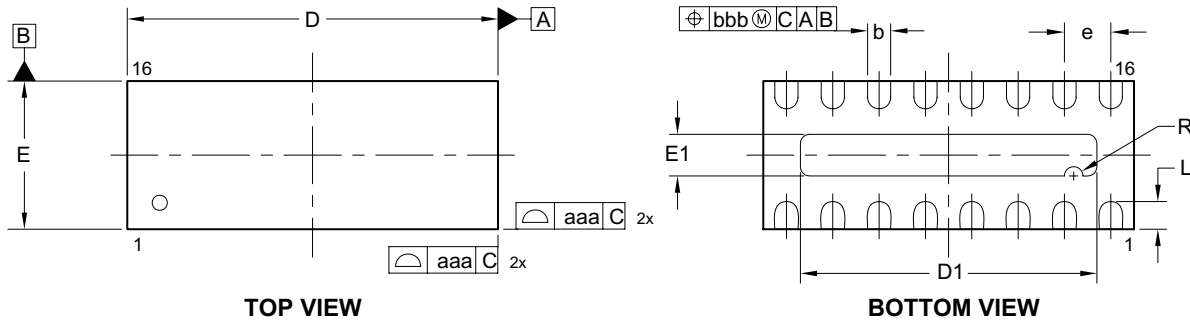 D
A
B
16
E
1
aaa C 2x
aaa C 2x
TOP VIEW
⌖ bbb Ⓜ C A B
b
e
16
E1
R
L
1
D1
BOTTOM VIEW